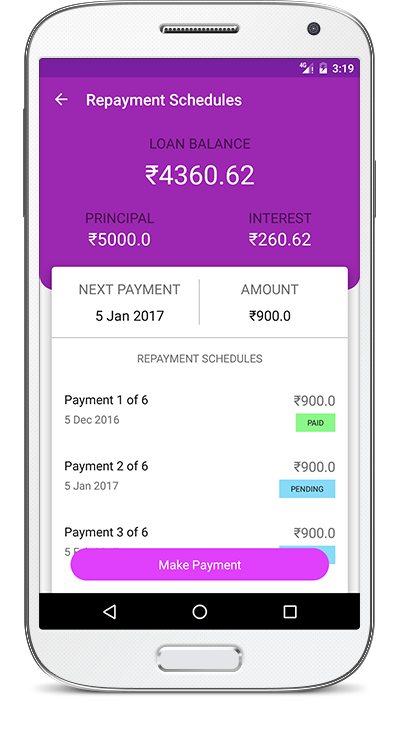 4G 3:19
Repayment Schedules
LOAN BALANCE
₹4360.62
PRINCIPAL INTEREST
₹5000.0 ₹260.62
NEXT PAYMENT AMOUNT
5 Jan 2017 ₹900.0
REPAYMENT SCHEDULES
Payment 1 of 6 ₹900.0
5 Dec 2016 PAID
Payment 2 of 6 ₹900.0
5 Jan 2017 PENDING
Payment 3 of 6 ₹900.0
Make Payment